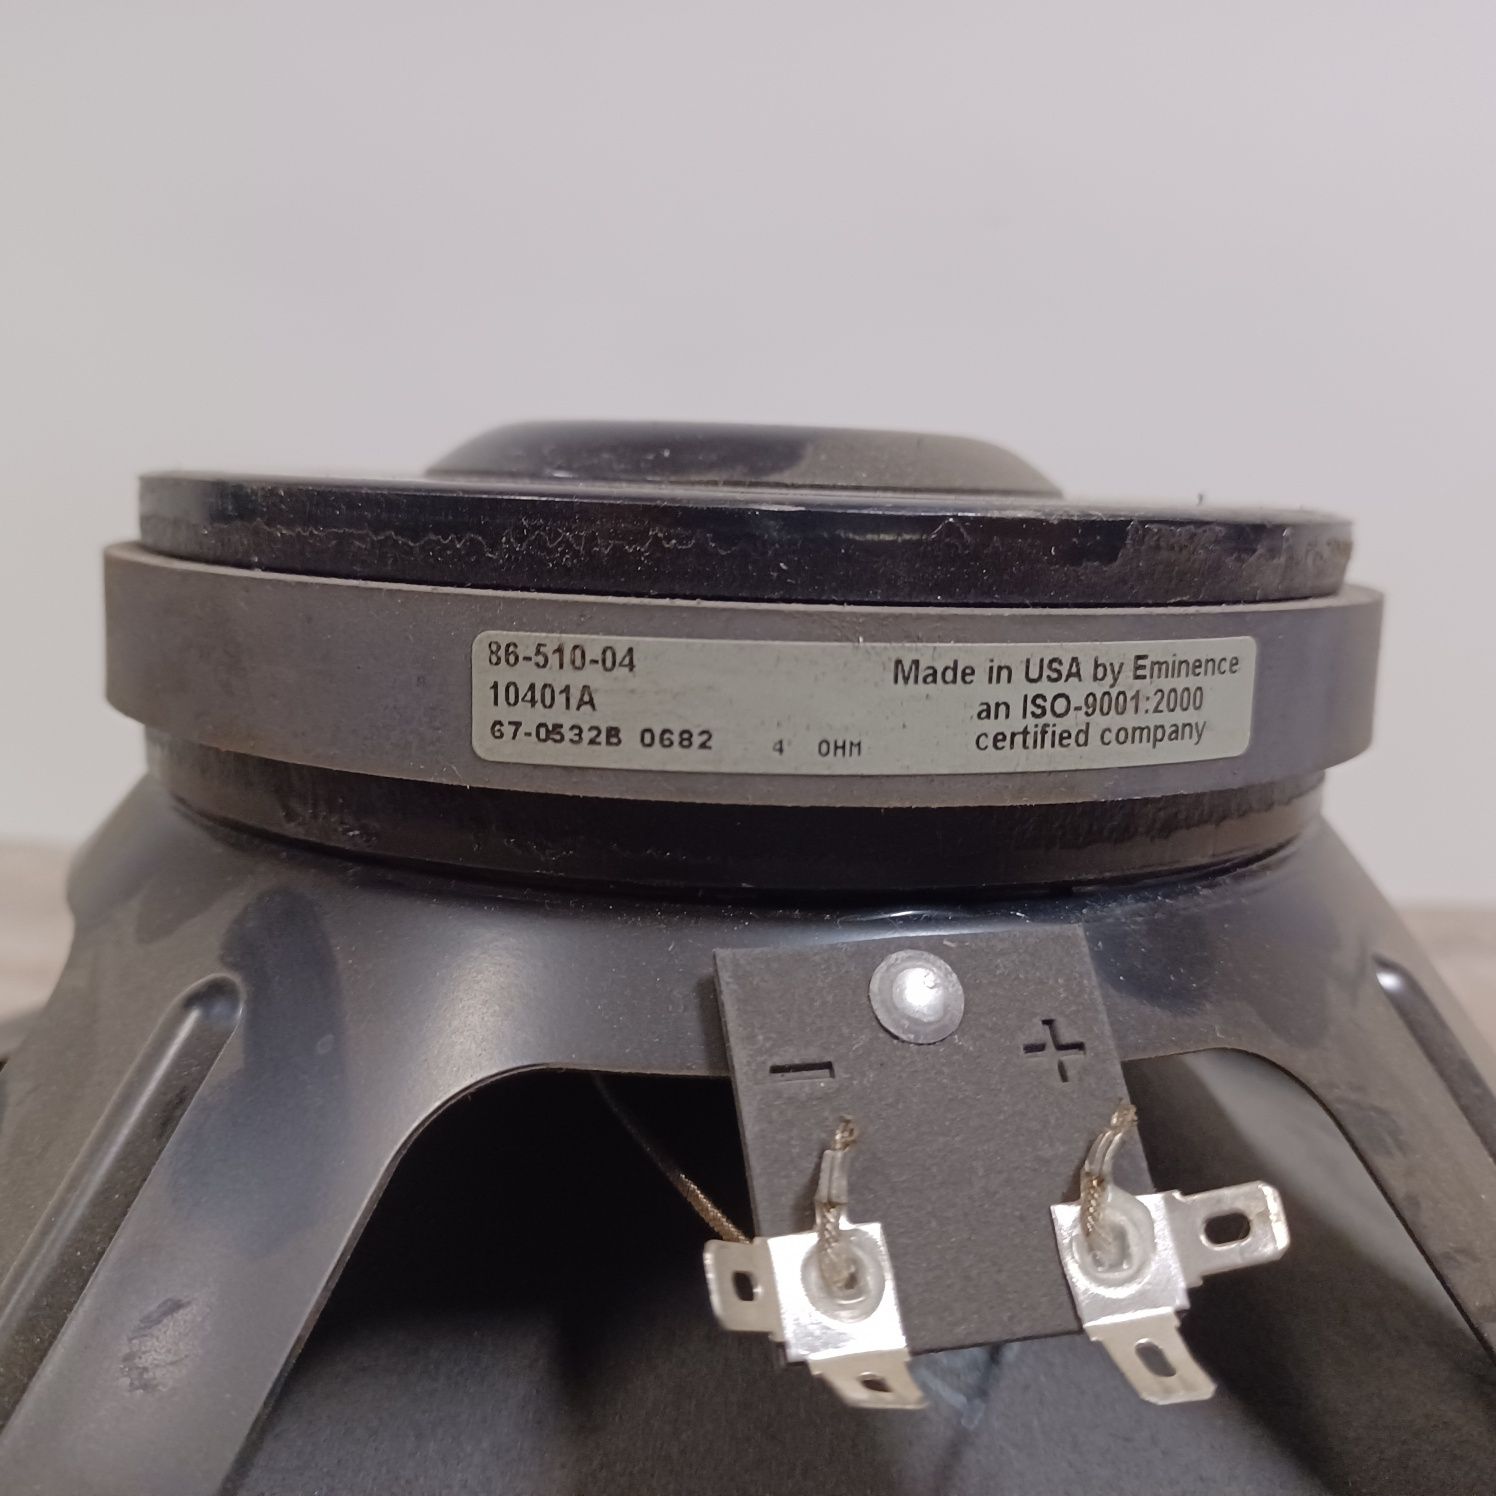 86-510-04
10401A
67-0532B 0682 4 OHM
Made in USA by Eminence
an ISO-9001:2000
certified company
- +